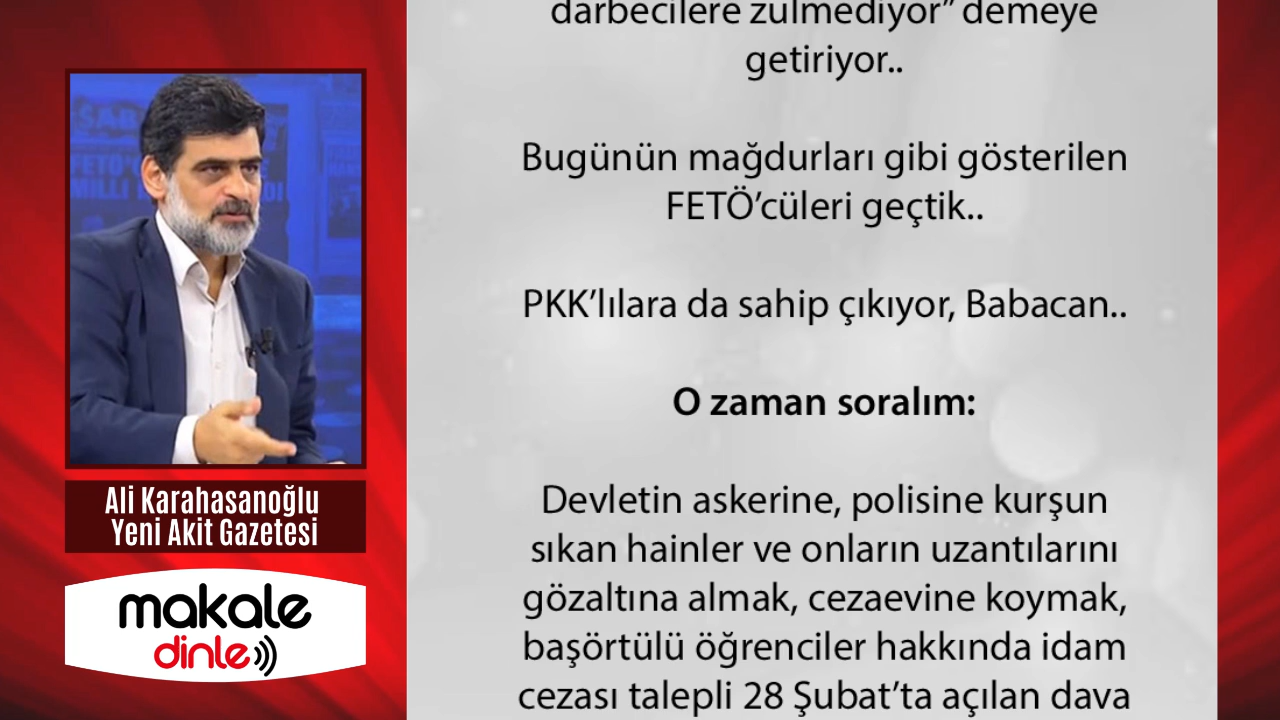 darbecilere zulmediyor” demeye
getiriyor..
Bugünün mağdurları gibi gösterilen
FETÖ’cüleri geçtik..
PKK’lılara da sahip çıkıyor, Babacan..
O zaman soralım:
Devletin askerine, polisine kurşun
sıkan hainler ve onların uzantılarını
gözaltına almak, cezaevine koymak,
başörtülü öğrenciler hakkında idam
cezası talepli 28 Şubat’ta açılan dava
Ali Karahasanoğlu
Yeni Akit Gazetesi
makale
dinle